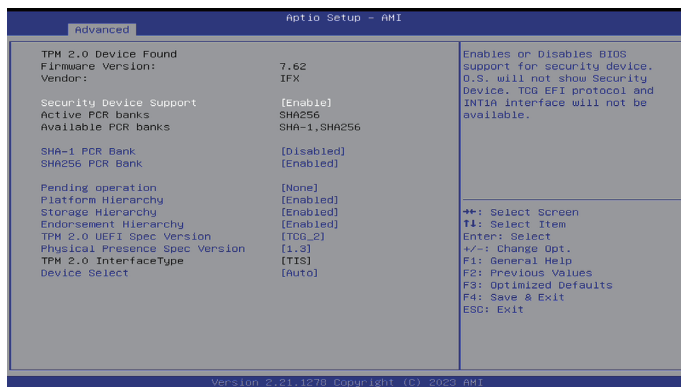 Aptio Setup - AMI
Advanced
TPM 2.0 Device Found
Firmware Version: 7.62
Vendor: IFX
Security Device Support [Enable]
Active PCR banks SHA256
Available PCR banks SHA-1,SHA256
SHA-1 PCR Bank [Disabled]
SHA256 PCR Bank [Enabled]
Pending operation [None]
Platform Hierarchy [Enabled]
Storage Hierarchy [Enabled]
Endorsement Hierarchy [Enabled]
TPM 2.0 UEFI Spec Version [TCG_2]
Physical Presence Spec Version [1.3]
TPM 2.0 InterfaceType [TIS]
Device Select [Auto]
Enables or Disables BIOS
support for security device.
O.S. will not show Security
Device. TCG EFI protocol and
INT1A interface will not be
available.
→←: Select Screen
↑↓: Select Item
Enter: Select
+/-: Change Opt.
F1: General Help
F2: Previous Values
F3: Optimized Defaults
F4: Save & Exit
ESC: Exit
Version 2.21.1278 Copyright (C) 2023 AMI